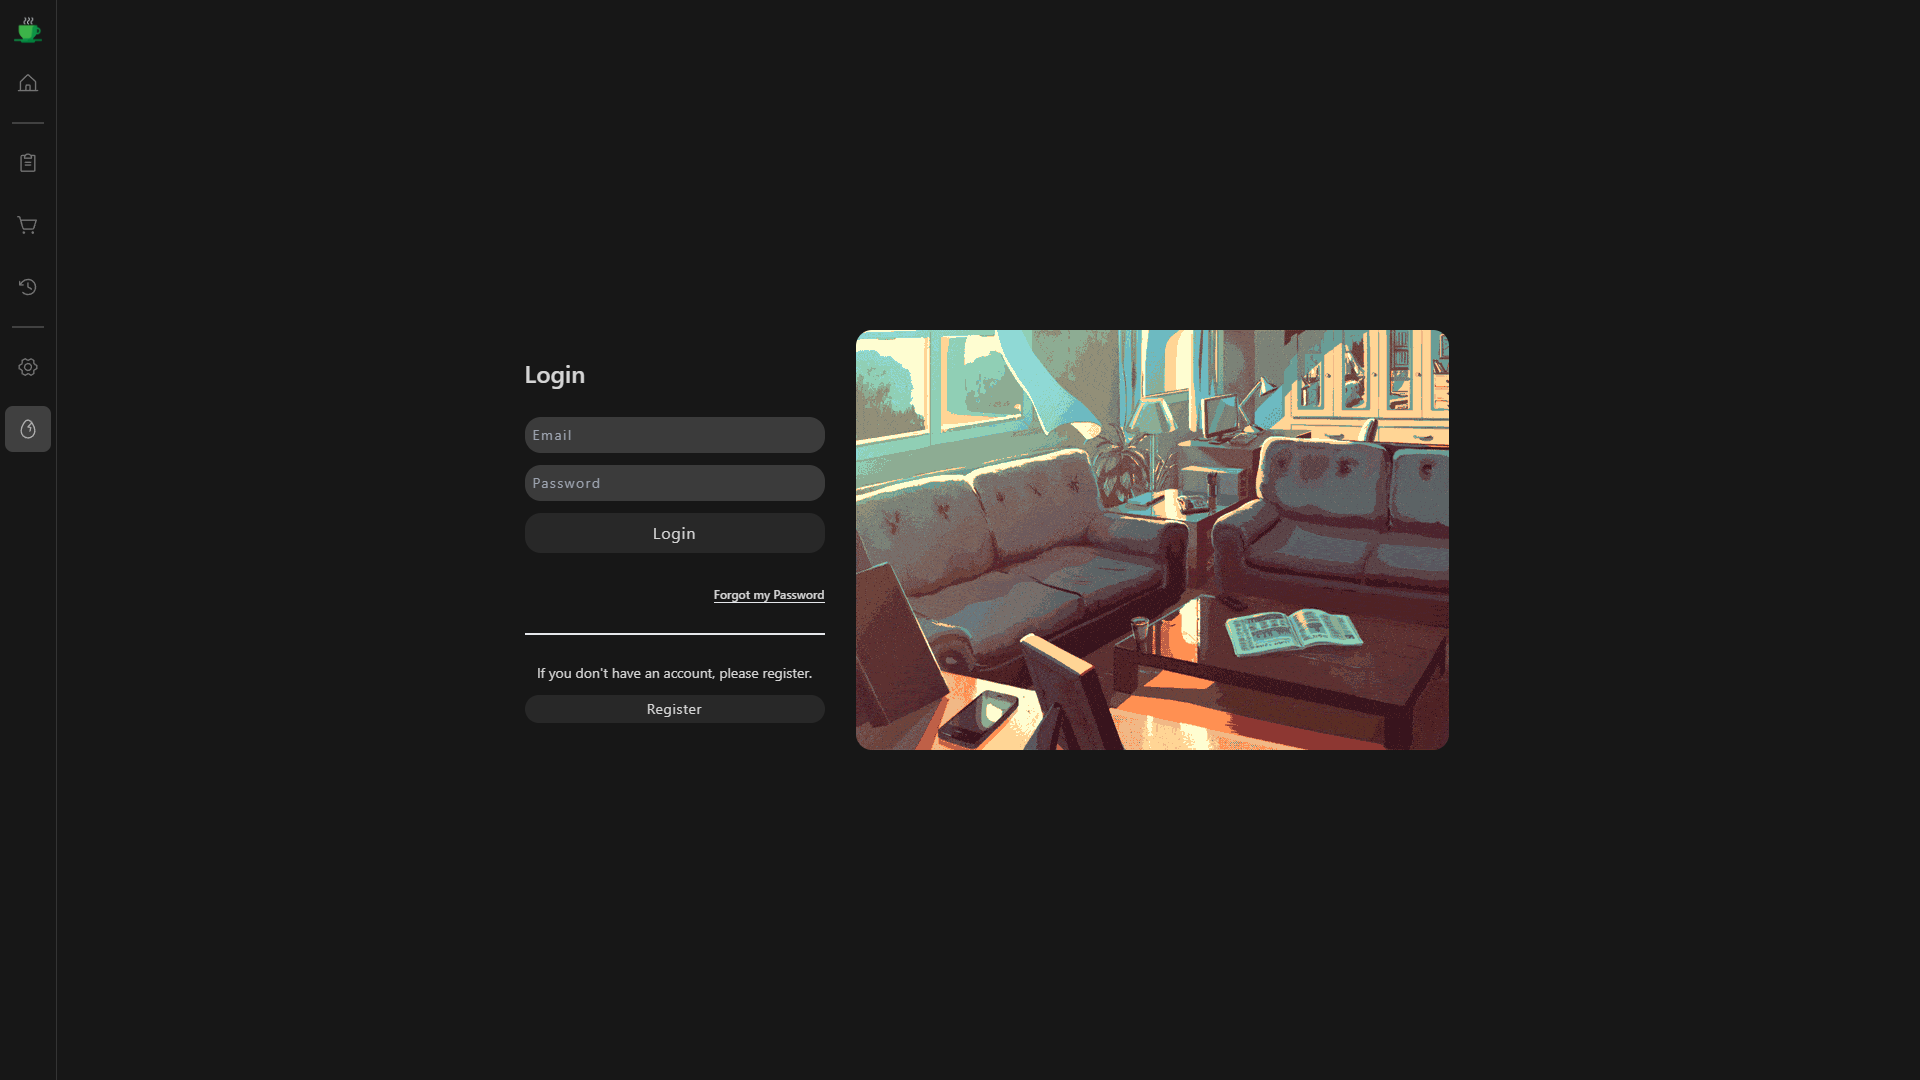 Login
Email
Password
Login
Forgot my Password
If you don't have an account, please register.
Register